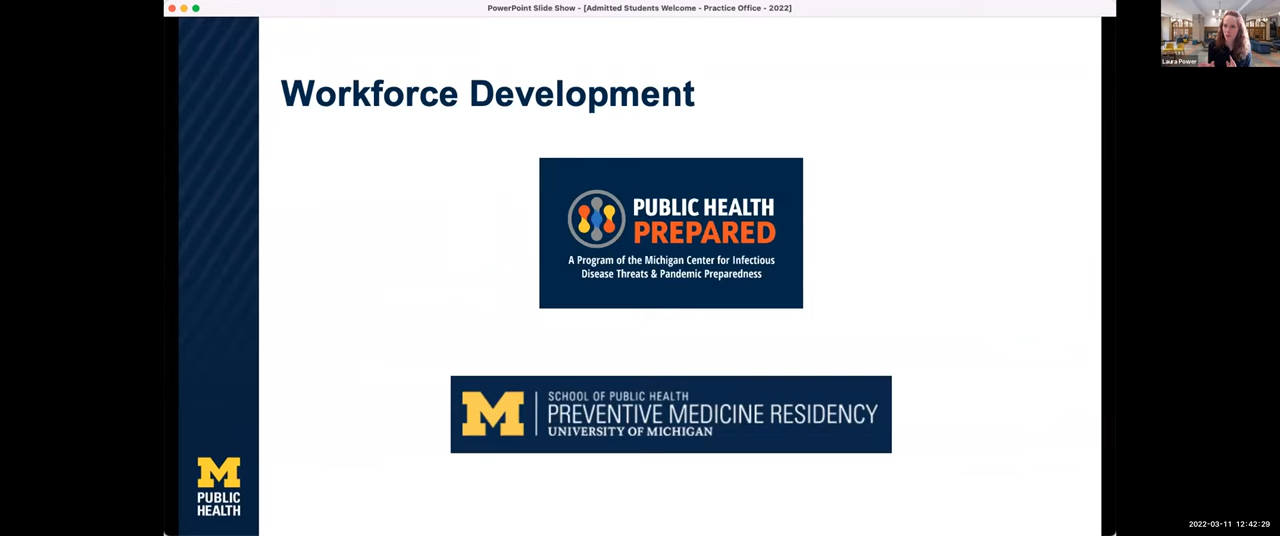 PowerPoint Slide Show - [Admitted Students Welcome - Practice Office - 2022]
Laura Power
Workforce Development
PUBLIC HEALTH
PREPARED
A Program of the Michigan Center for Infectious
Disease Threats & Pandemic Preparedness
M
SCHOOL OF PUBLIC HEALTH
PREVENTIVE MEDICINE RESIDENCY
UNIVERSITY OF MICHIGAN
M
PUBLIC
HEALTH
2022-03-11 12:42:29